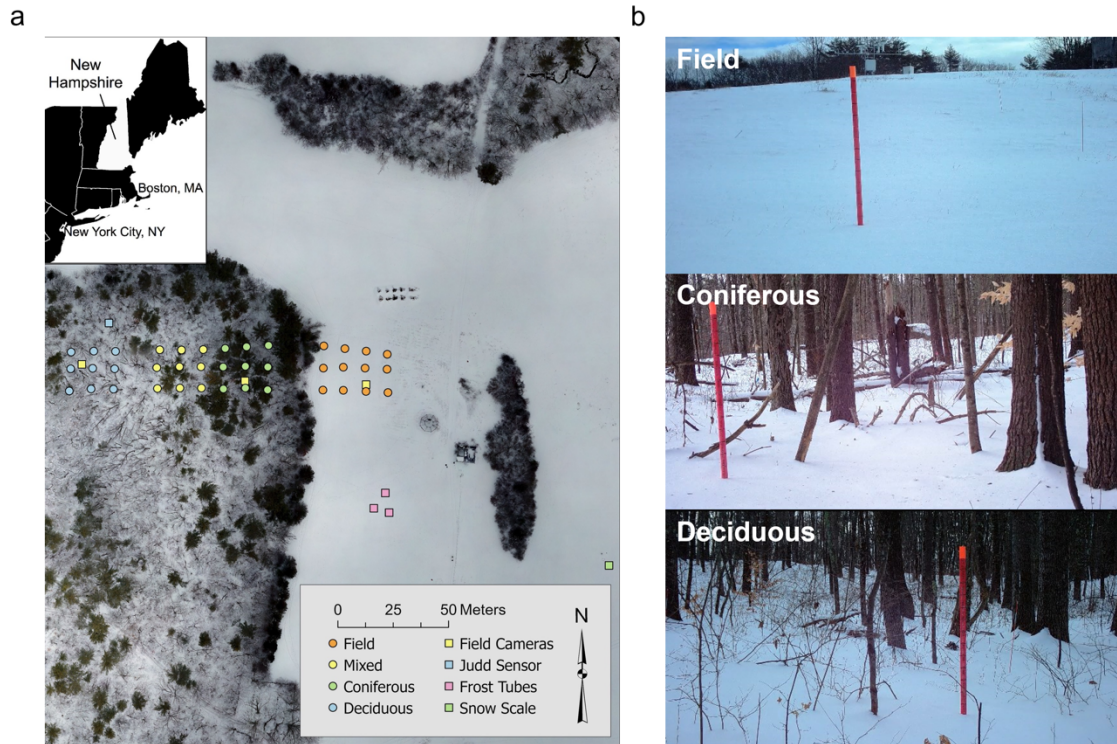 a
New
Hampshire
Boston, MA
New York City, NY
0 25 50 Meters
N
Field
Mixed
Coniferous
Deciduous
Field Cameras
Judd Sensor
Frost Tubes
Snow Scale
b
Field
Coniferous
Deciduous